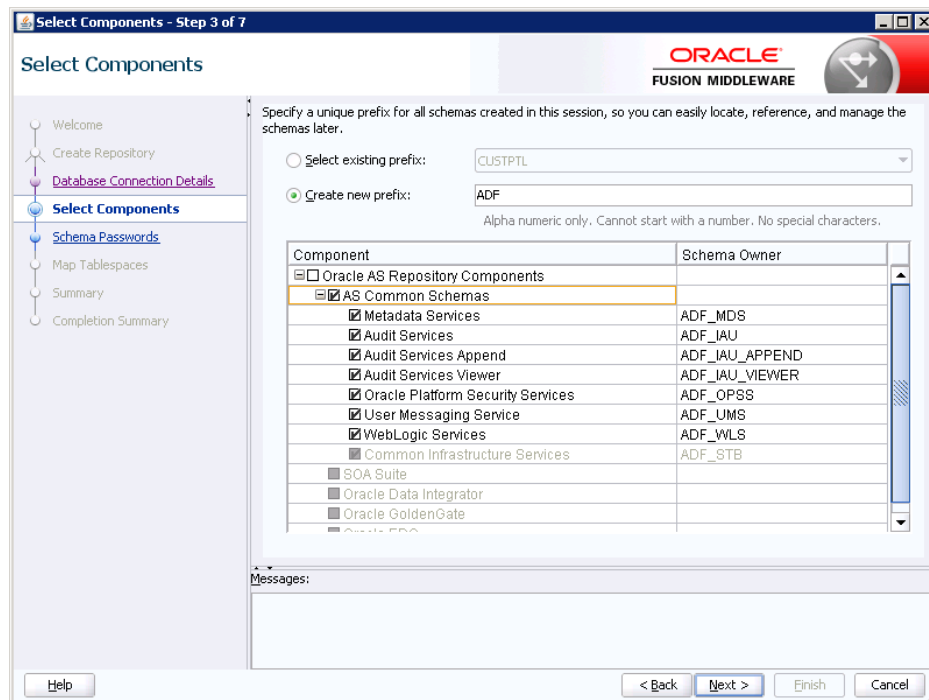 Select Components - Step 3 of 7
Select Components
ORACLE
FUSION MIDDLEWARE
Welcome
Create Repository
Database Connection Details
Select Components
Schema Passwords
Map Tablespaces
Summary
Completion Summary
Specify a unique prefix for all schemas created in this session, so you can easily locate, reference, and manage the
schemas later.
Select existing prefix: CUSTPTL
Create new prefix: ADF
Alpha numeric only. Cannot start with a number. No special characters.
Component Schema Owner
Oracle AS Repository Components
AS Common Schemas
Metadata Services ADF_MDS
Audit Services ADF_IAU
Audit Services Append ADF_IAU_APPEND
Audit Services Viewer ADF_IAU_VIEWER
Oracle Platform Security Services ADF_OPSS
User Messaging Service ADF_UMS
WebLogic Services ADF_WLS
Common Infrastructure Services ADF_STB
SOA Suite
Oracle Data Integrator
Oracle GoldenGate
Messages:
Help
< Back
Next >
Finish
Cancel